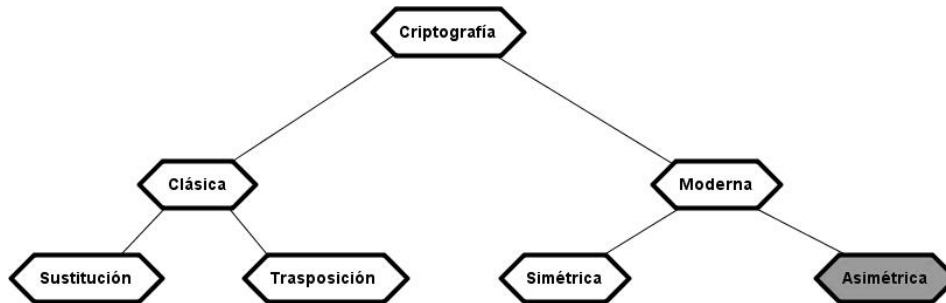 Criptografía
Clásica
Moderna
Sustitución
Trasposición
Simétrica
Asimétrica